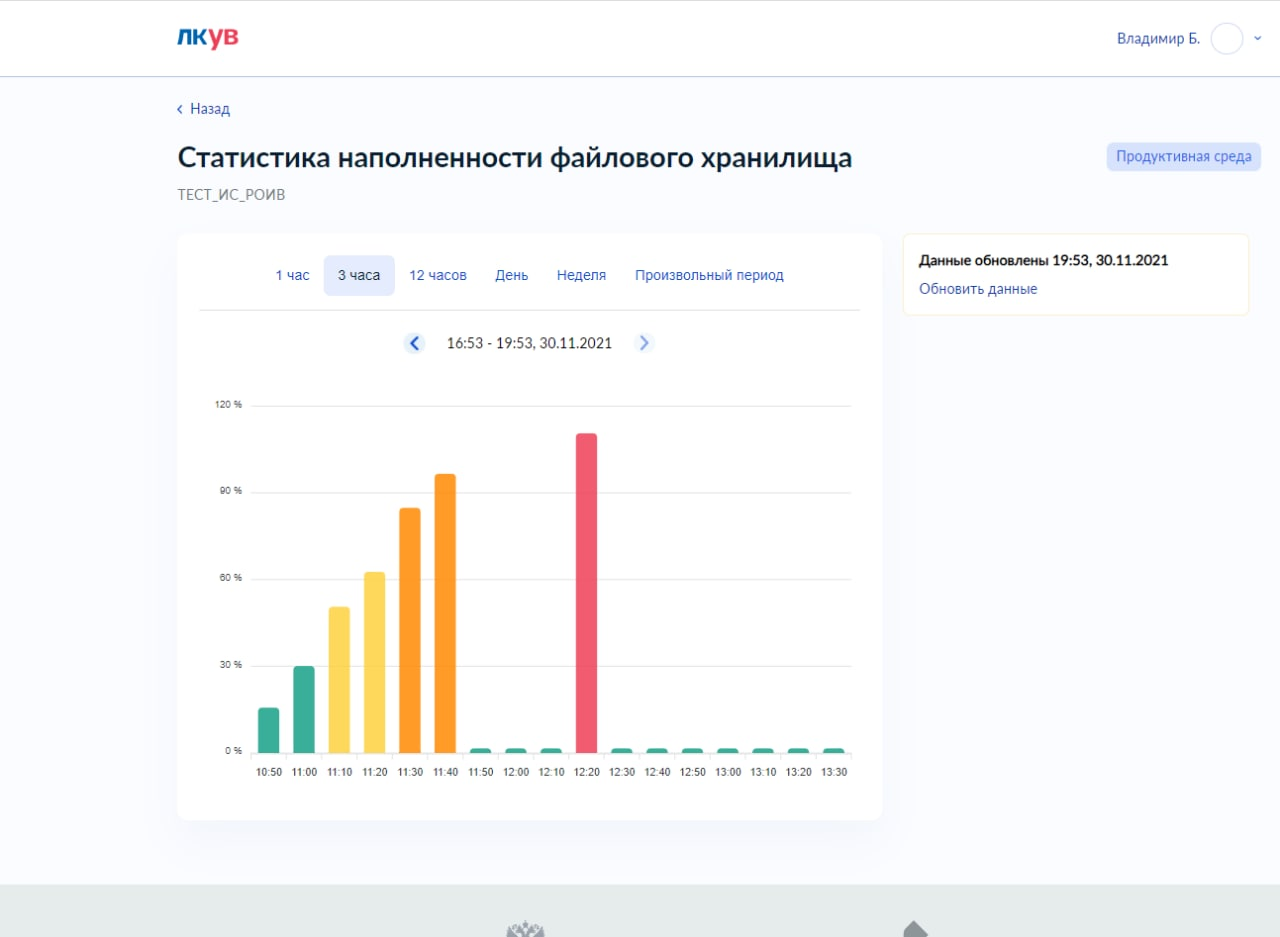 ЛКУВ
Владимир Б.
Назад
Статистика наполненности файлового хранилища
Продуктивная среда
ТЕСТ_ИС_РОИВ
1 час 3 часа 12 часов День Неделя Произвольный период
Данные обновлены 19:53, 30.11.2021
Обновить данные
16:53 - 19:53, 30.11.2021
120 %
90 %
60 %
30 %
0 %
10:50 11:00 11:10 11:20 11:30 11:40 11:50 12:00 12:10 12:20 12:30 12:40 12:50 13:00 13:10 13:20 13:30